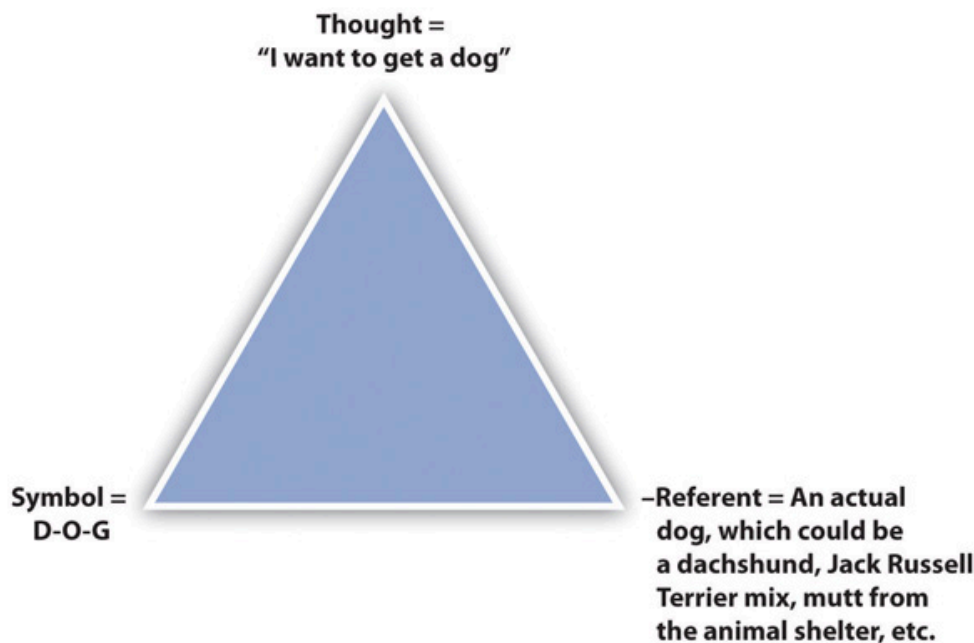 Thought =
“I want to get a dog”
Symbol =
D-O-G
–Referent = An actual
dog, which could be
a dachshund, Jack Russell
Terrier mix, mutt from
the animal shelter, etc.